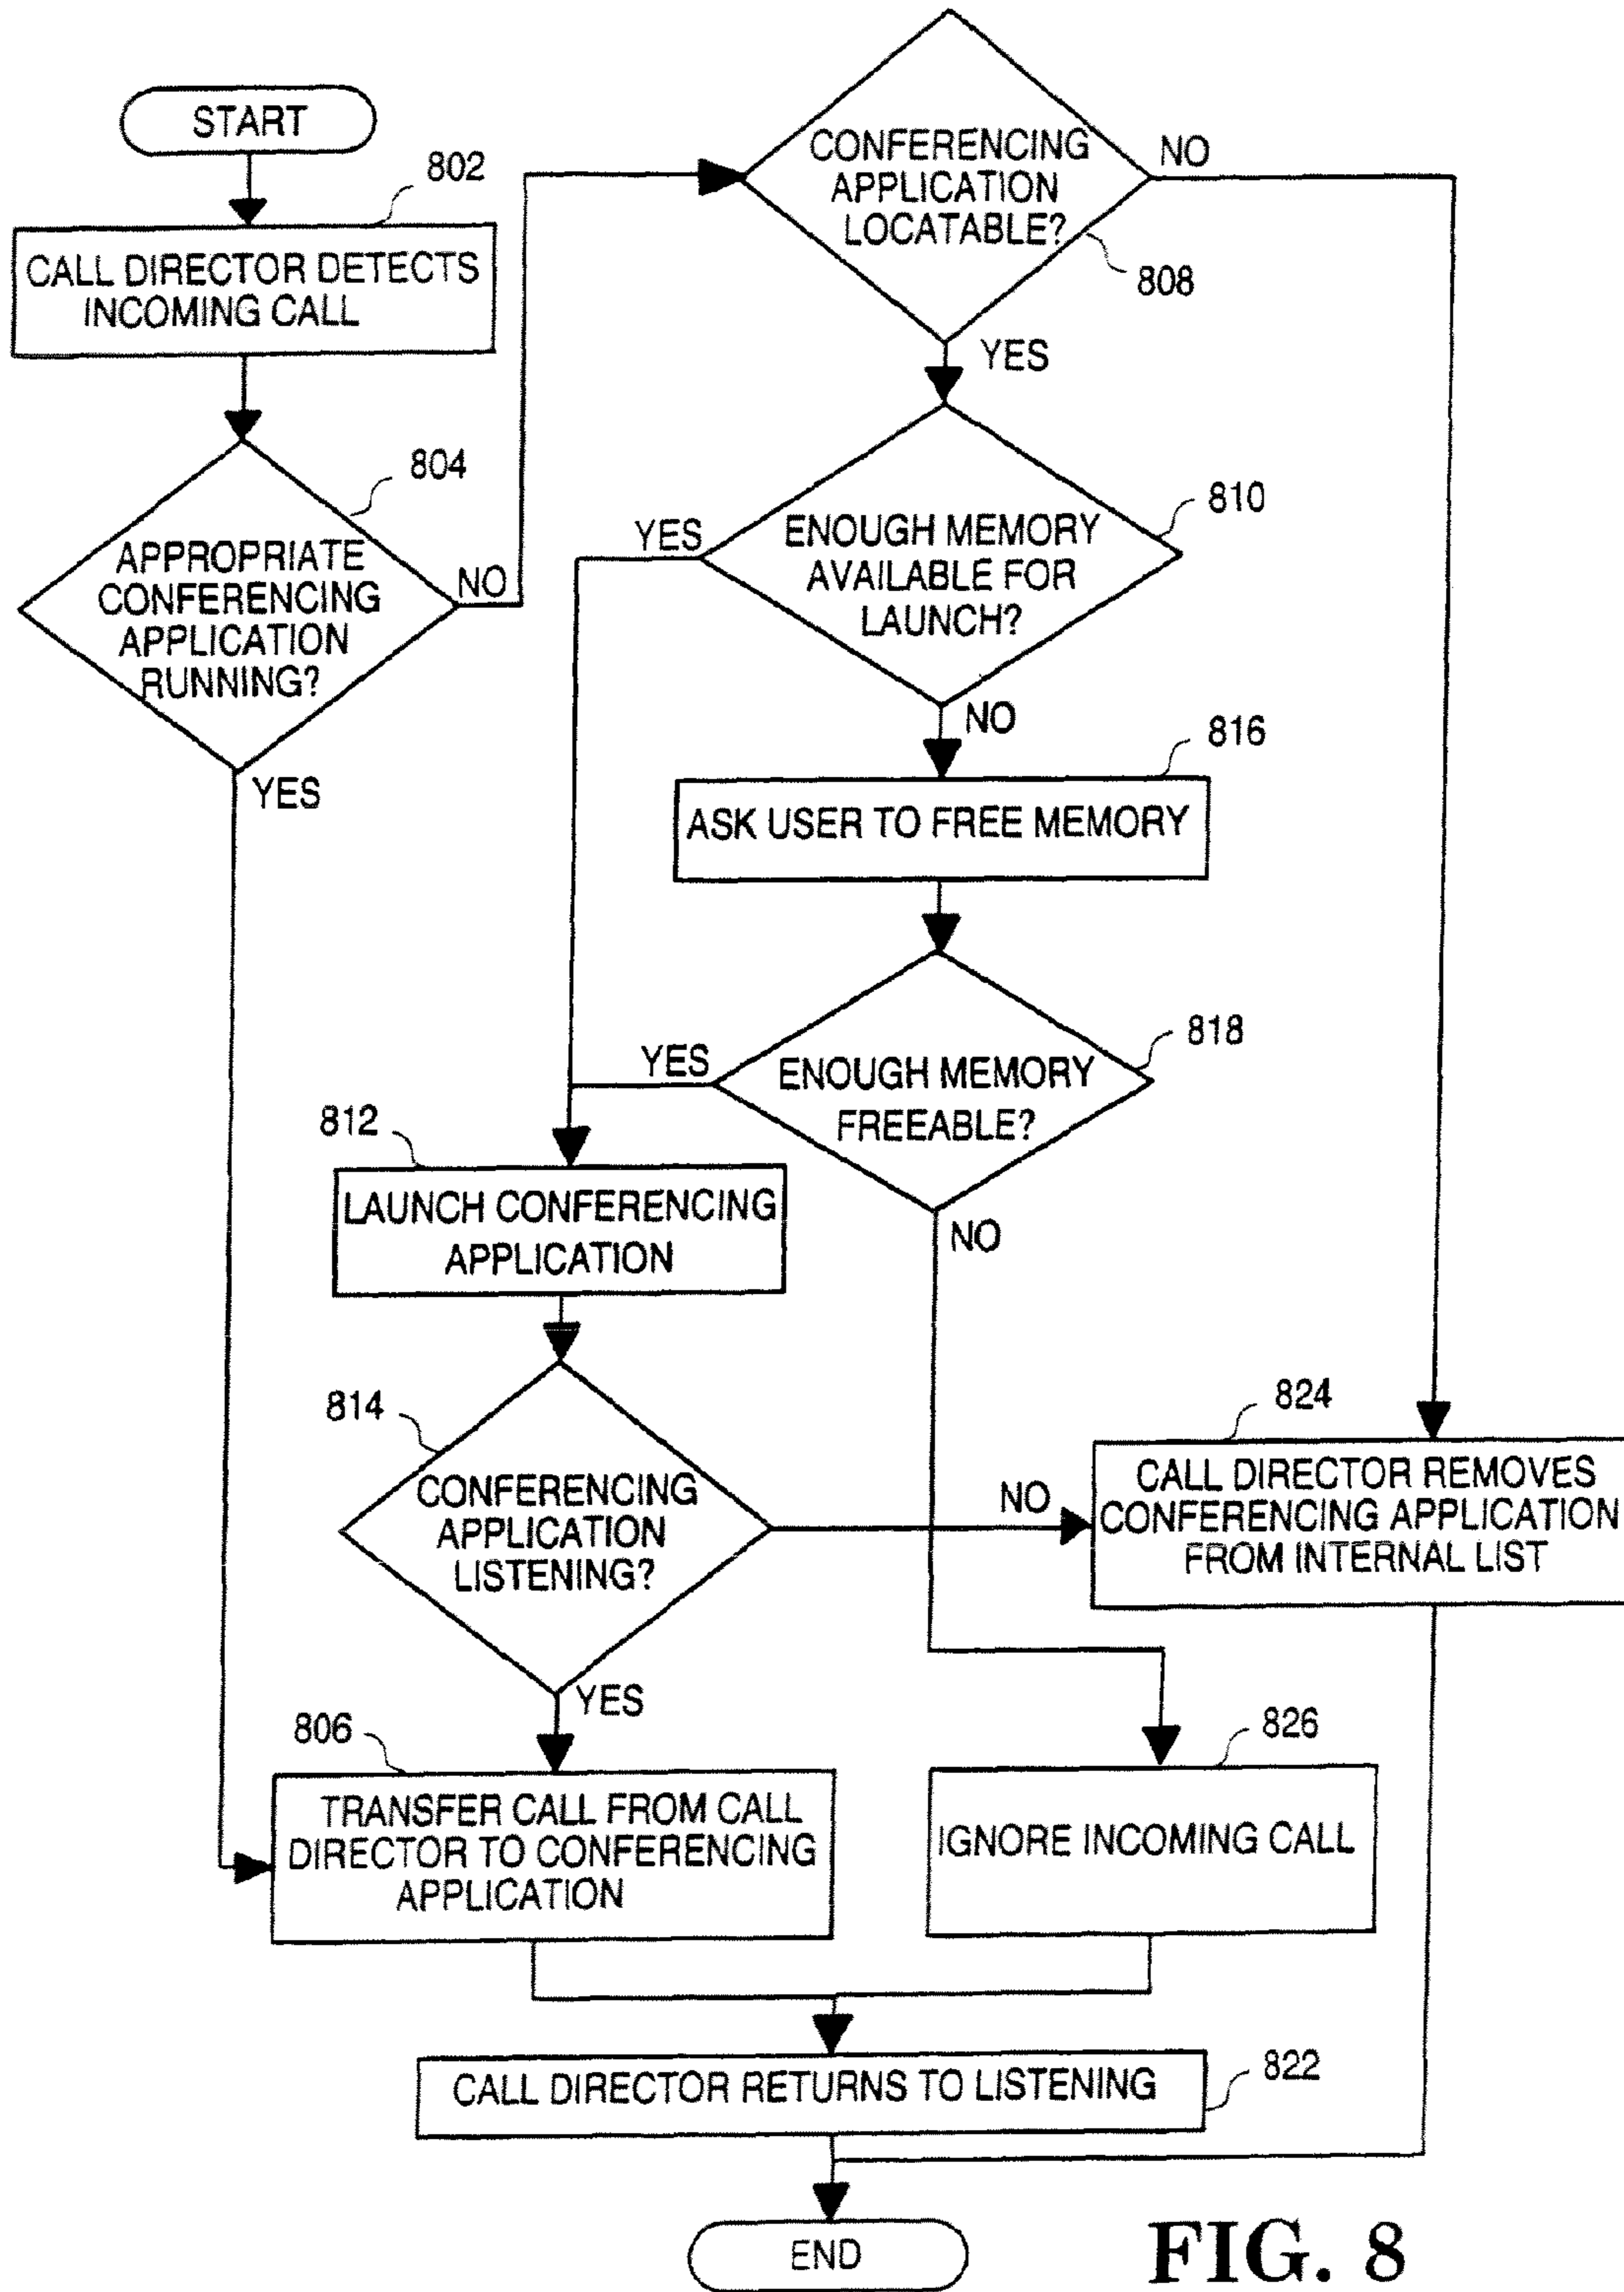 START
802
CALL DIRECTOR DETECTS
INCOMING CALL
804
APPROPRIATE
CONFERENCING
APPLICATION
RUNNING?
NO
YES
CONFERENCING
APPLICATION
LOCATABLE?
NO
808
YES
810
ENOUGH MEMORY
AVAILABLE FOR
LAUNCH?
YES
NO
816
ASK USER TO FREE MEMORY
818
ENOUGH MEMORY
FREEABLE?
YES
NO
812
LAUNCH CONFERENCING
APPLICATION
814
CONFERENCING
APPLICATION
LISTENING?
NO
YES
824
CALL DIRECTOR REMOVES
CONFERENCING APPLICATION
FROM INTERNAL LIST
806
TRANSFER CALL FROM CALL
DIRECTOR TO CONFERENCING
APPLICATION
826
IGNORE INCOMING CALL
CALL DIRECTOR RETURNS TO LISTENING
822
END
FIG. 8